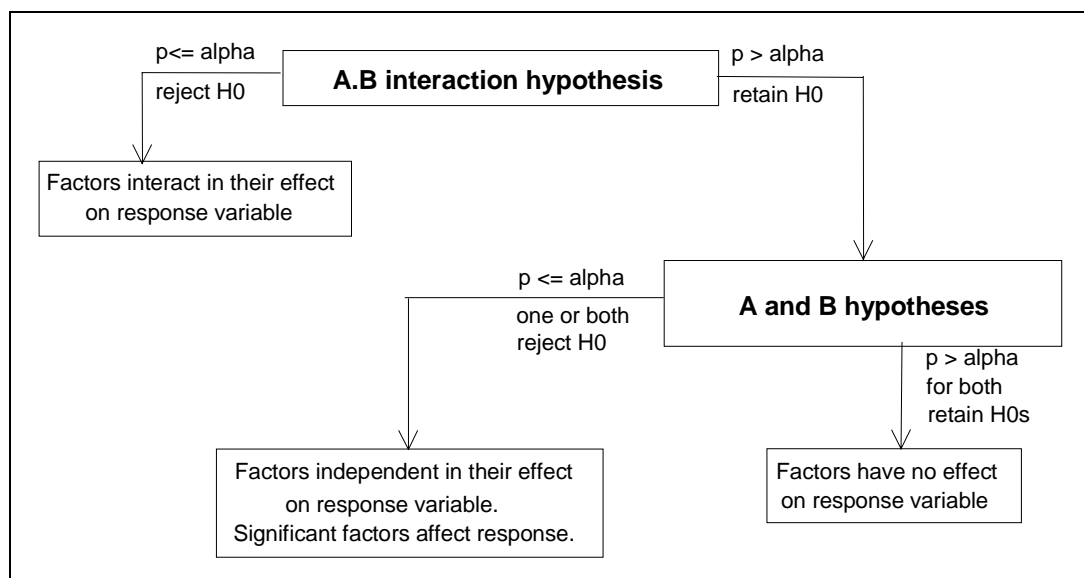 p<= alpha
reject H0
A.B interaction hypothesis
p > alpha
retain H0
Factors interact in their effect
on response variable
p <= alpha
one or both
reject H0
A and B hypotheses
p > alpha
for both
retain H0s
Factors independent in their effect
on response variable.
Significant factors affect response.
Factors have no effect
on response variable